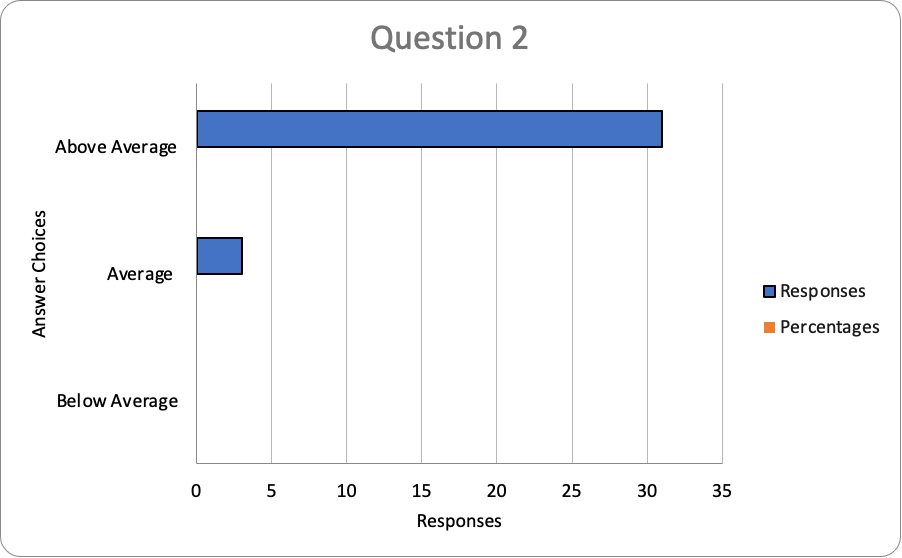 Question 2
Above Average
Average
Below Average
Answer Choices
0 5 10 15 20 25 30 35
Responses
Responses
Percentages